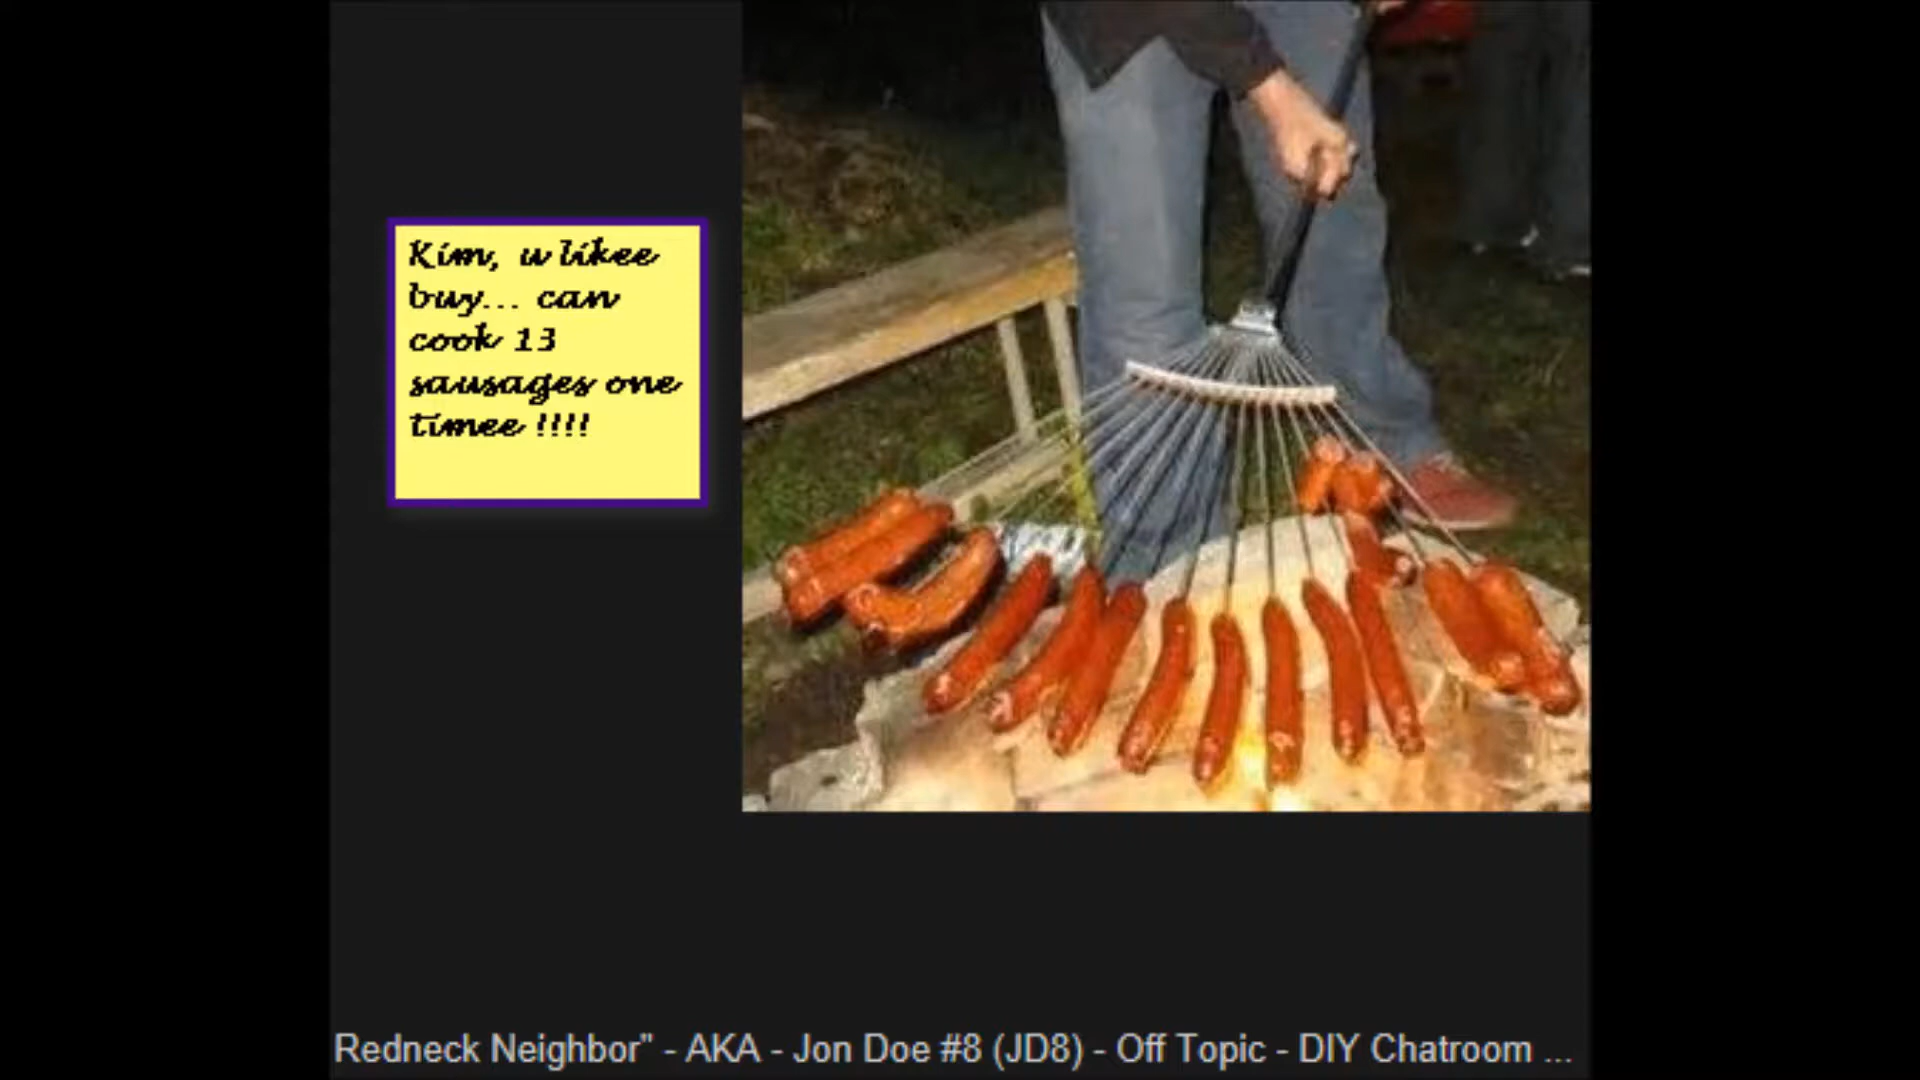 Kim, u likee
buy... can
cook 13
sausages one
timee !!!!
Redneck Neighbor" - AKA - Jon Doe #8 (JD8) - Off Topic - DIY Chatroom ...